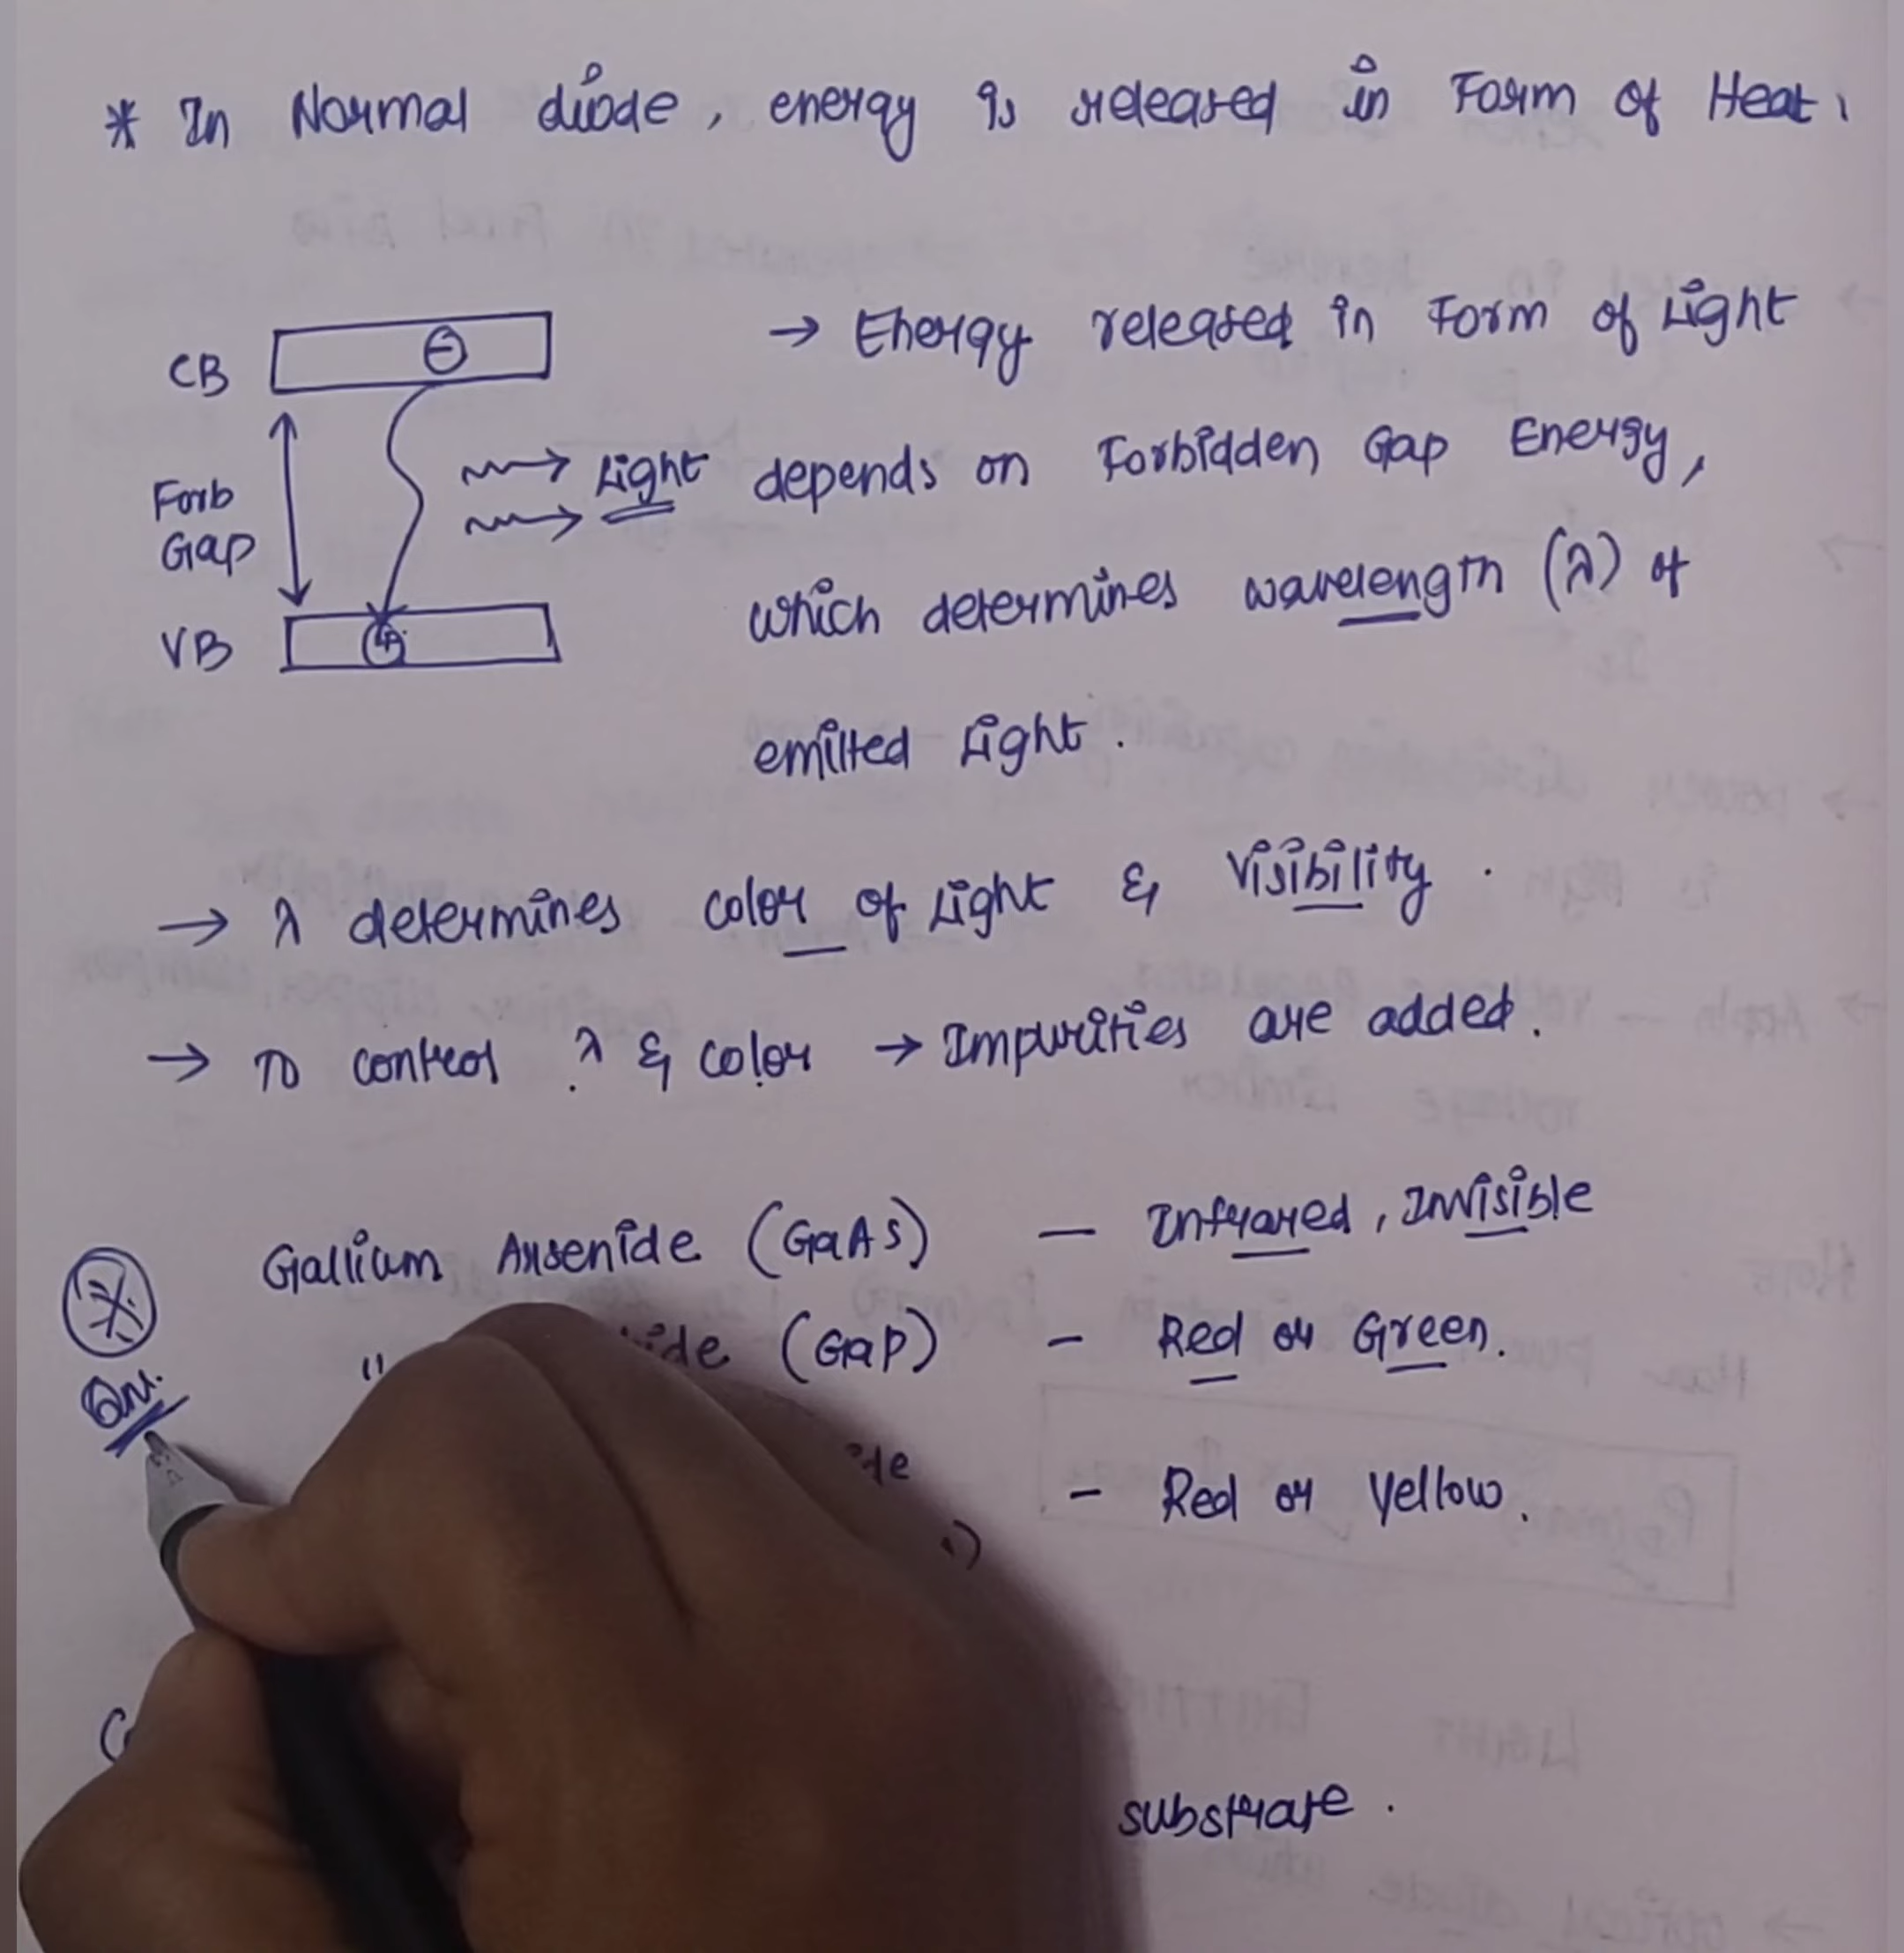 * In Normal diode, energy is released in Form of Heat.
→ Energy released in Form of Light
CB
Forb
Gap
VB
Light
depends on Forbidden Gap Energy,
which determines wavelength (λ) of
emitted Light.
→ λ determines color of Light & Visibility.
→ To control λ & color → Impurities are added.
Gallium Arsenide (GaAs) — Infrared, Invisible
" ide (GaP) - Red or Green.
Qn.
de - Red or Yellow.
)
substrate.